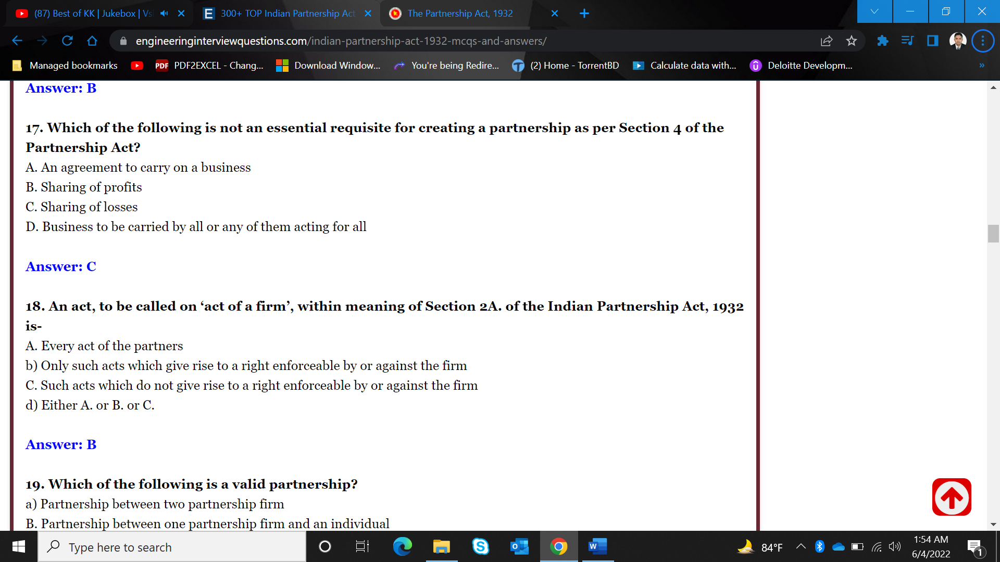 (87) Best of KK | Jukebox | Vs
300+ TOP Indian Partnership Act
The Partnership Act, 1932
engineeringinterviewquestions.com/indian-partnership-act-1932-mcqs-and-answers/
Managed bookmarks
PDF PDF2EXCEL - Chang...
Download Window...
You're being Redire...
(2) Home - TorrentBD
Calculate data with...
Deloitte Developm...
Answer: B
17. Which of the following is not an essential requisite for creating a partnership as per Section 4 of the
Partnership Act?
A. An agreement to carry on a business
B. Sharing of profits
C. Sharing of losses
D. Business to be carried by all or any of them acting for all
Answer: C
18. An act, to be called on ‘act of a firm’, within meaning of Section 2A. of the Indian Partnership Act, 1932
is-
A. Every act of the partners
b) Only such acts which give rise to a right enforceable by or against the firm
C. Such acts which do not give rise to a right enforceable by or against the firm
d) Either A. or B. or C.
Answer: B
19. Which of the following is a valid partnership?
a) Partnership between two partnership firm
B. Partnership between one partnership firm and an individual
Type here to search
84°F
1:54 AM
6/4/2022
1